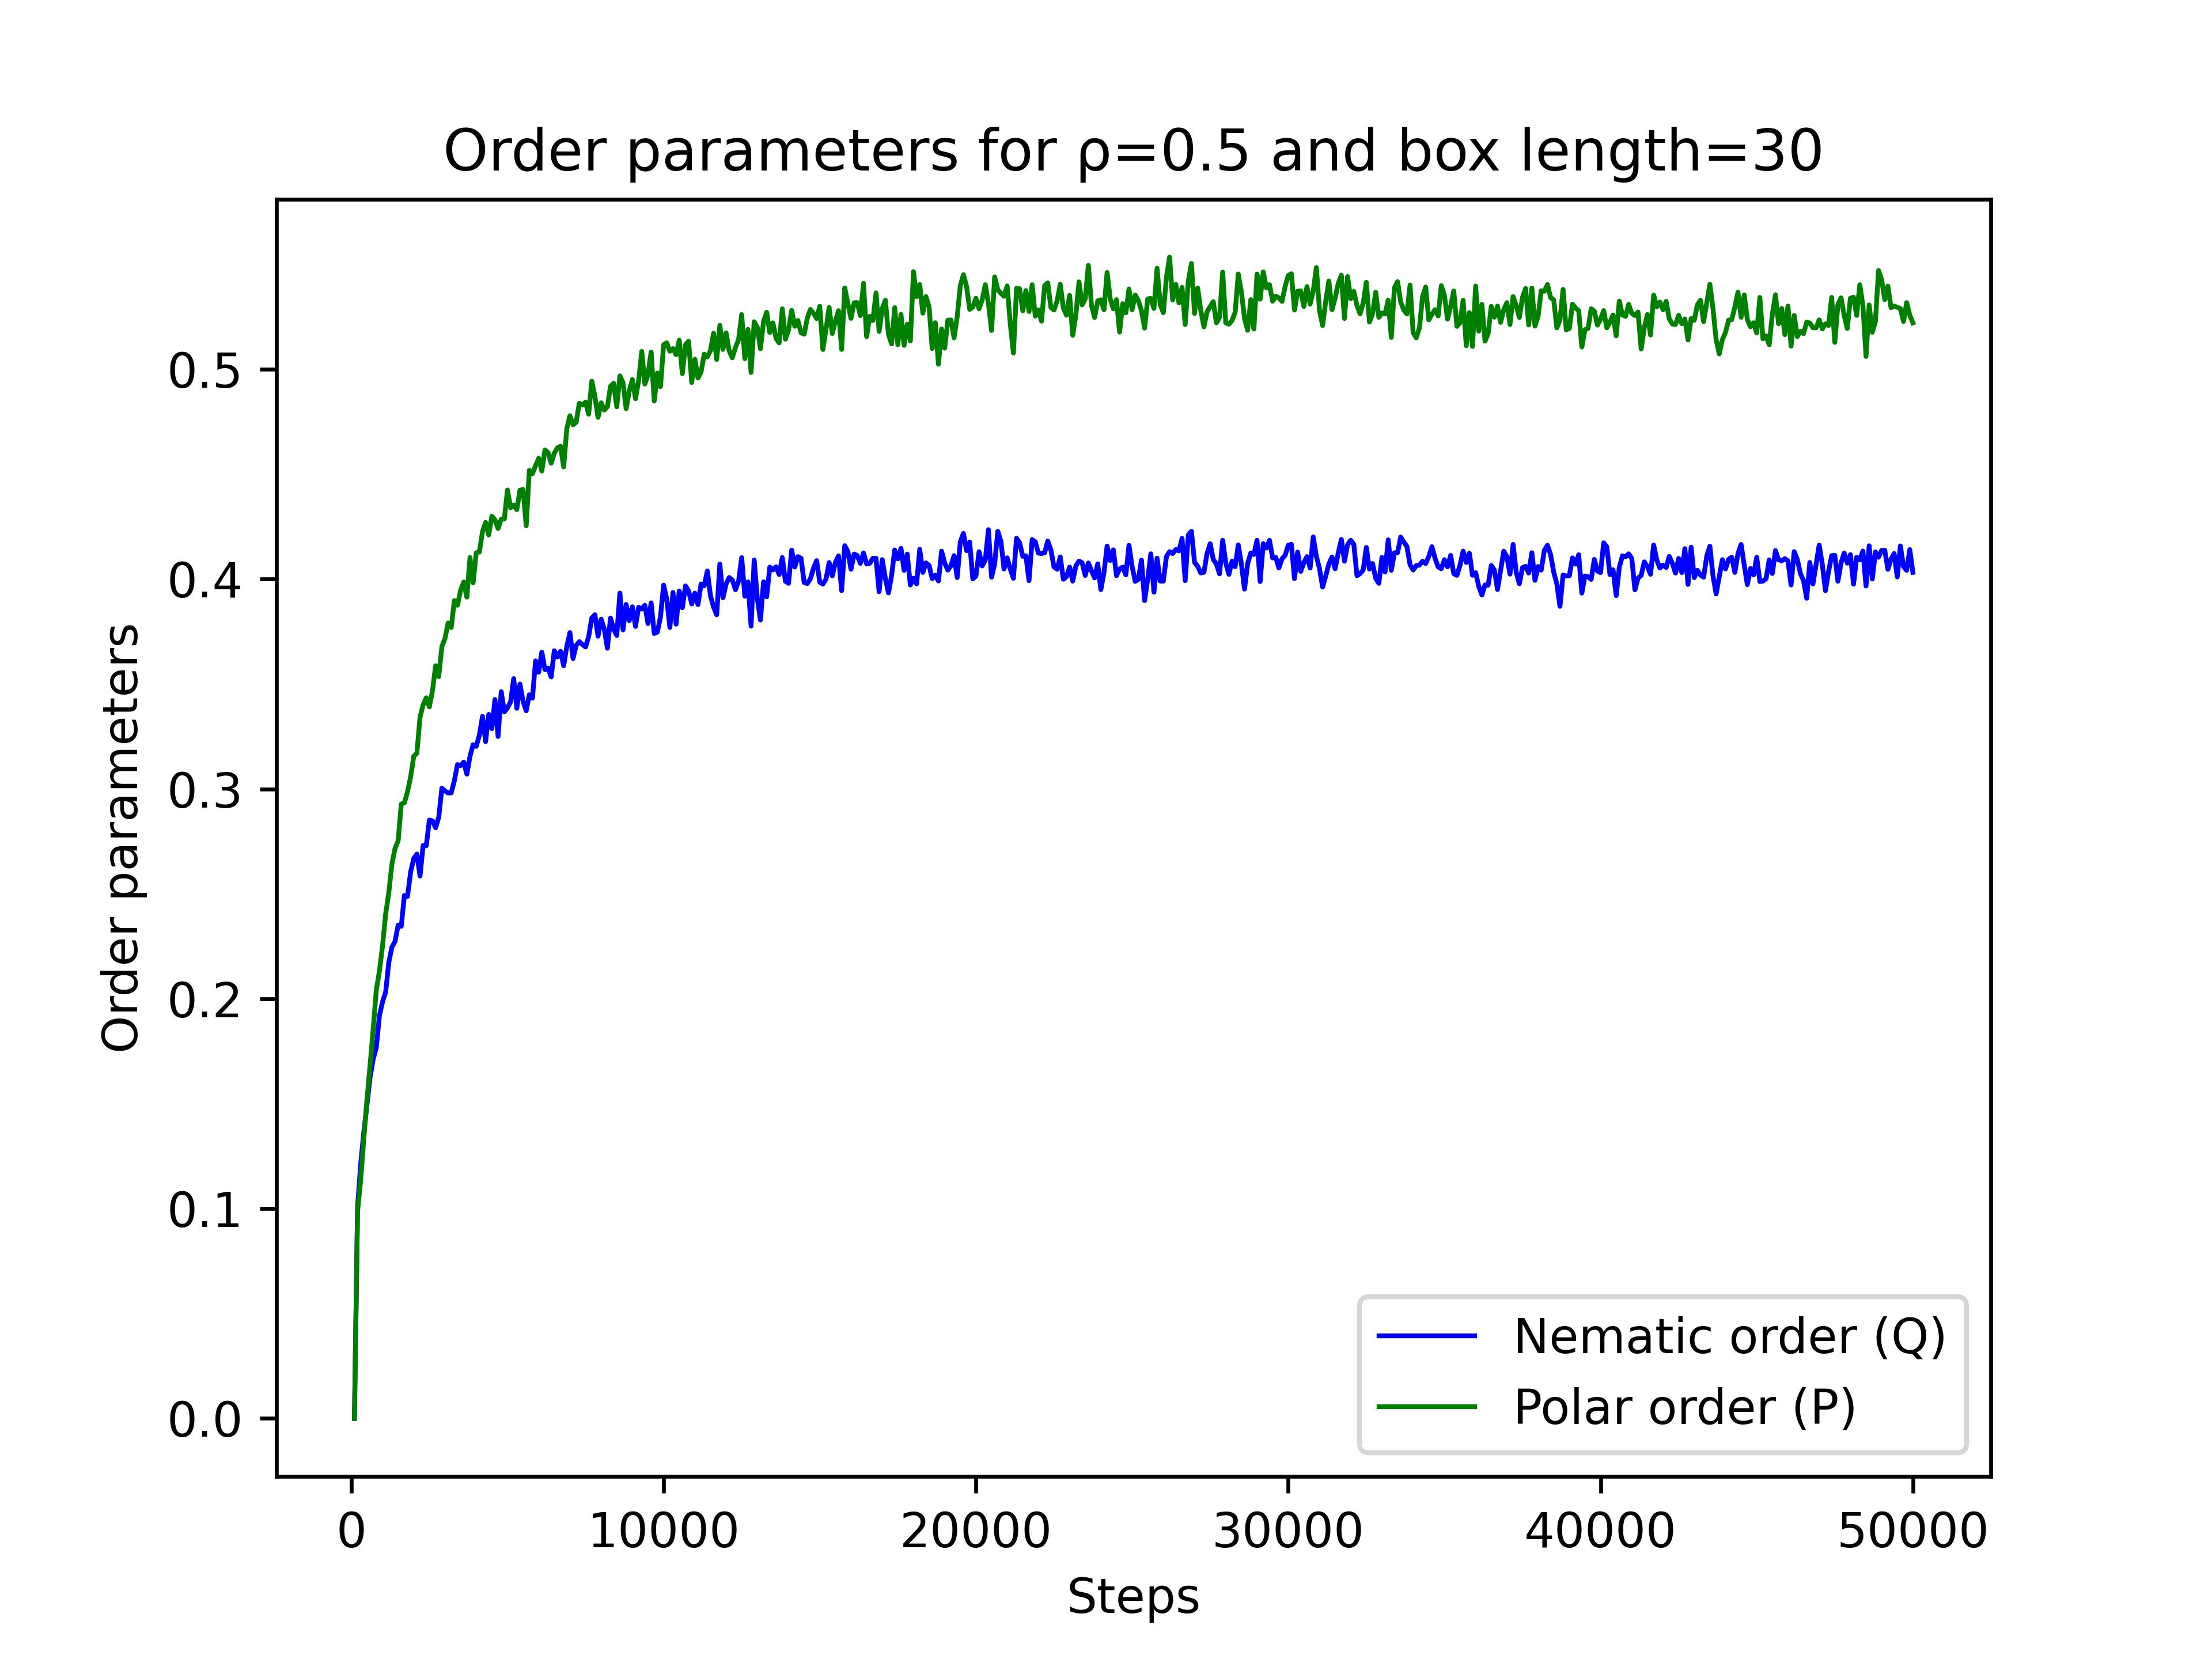 Order parameters for ρ=0.5 and box length=30
Order parameters
0.5
0.4
0.3
0.2
0.1
0.0
Nematic order (Q)
Polar order (P)
0 10000 20000 30000 40000 50000
Steps